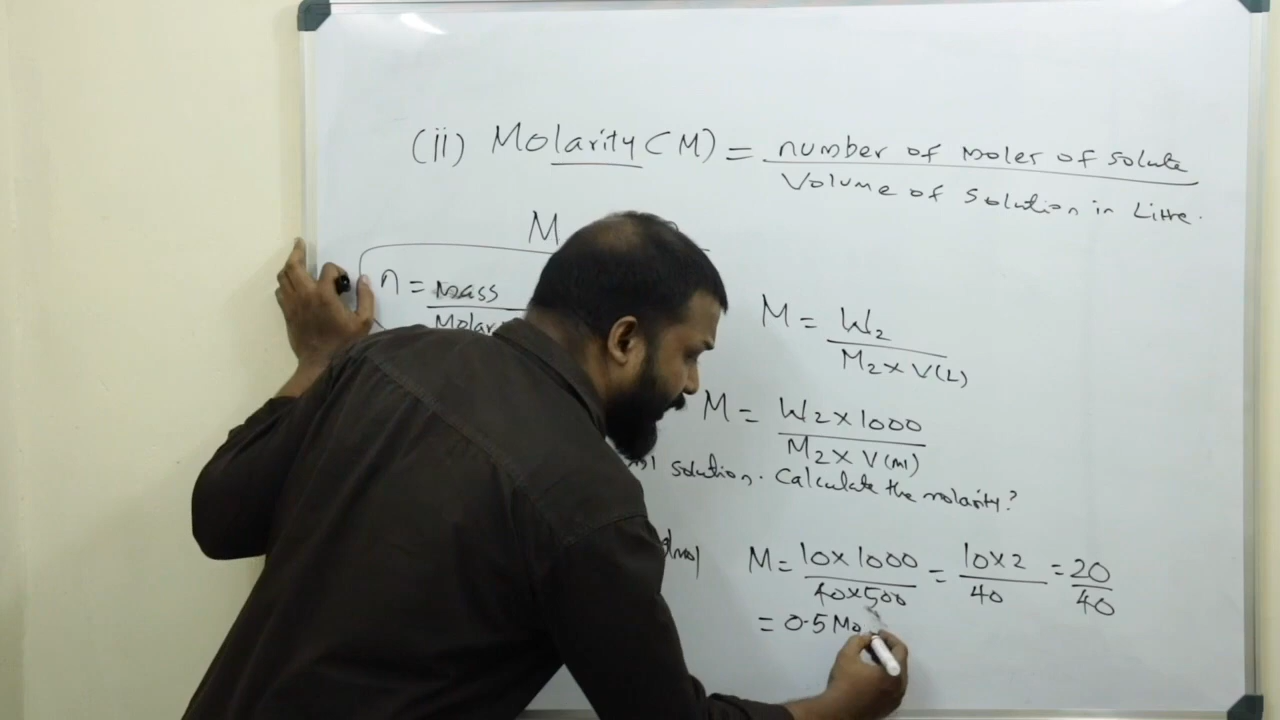 (ii) Molarity (M) = number of moles of solute
Volume of solution in Litre.
M
n = mass
Molar
M = W2
M2 x V(L)
M = W2 x 1000
M2 x V(ml)
solution. Calculate the molarity?
M = 10 x 1000 = 10 x 2 = 20
40 x 500 40 40
= 0.5 Mo